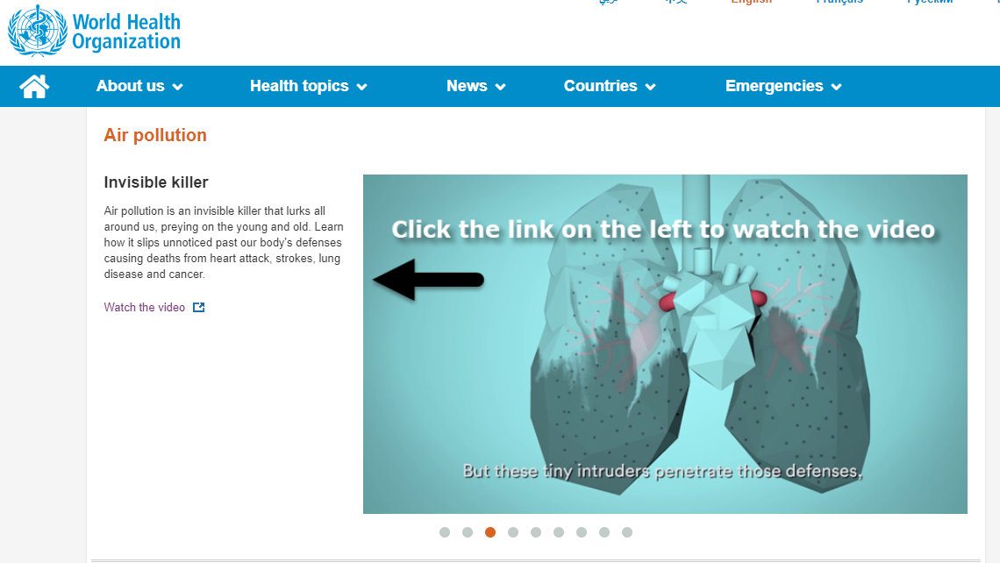 World Health
Organization
English
Français
Русский
About us
Health topics
News
Countries
Emergencies
Air pollution
Invisible killer
Air pollution is an invisible killer that lurks all
around us, preying on the young and old. Learn
how it slips unnoticed past our body's defenses
causing deaths from heart attack, strokes, lung
disease and cancer.
Watch the video
Click the link on the left to watch the video
But these tiny intruders penetrate those defenses,